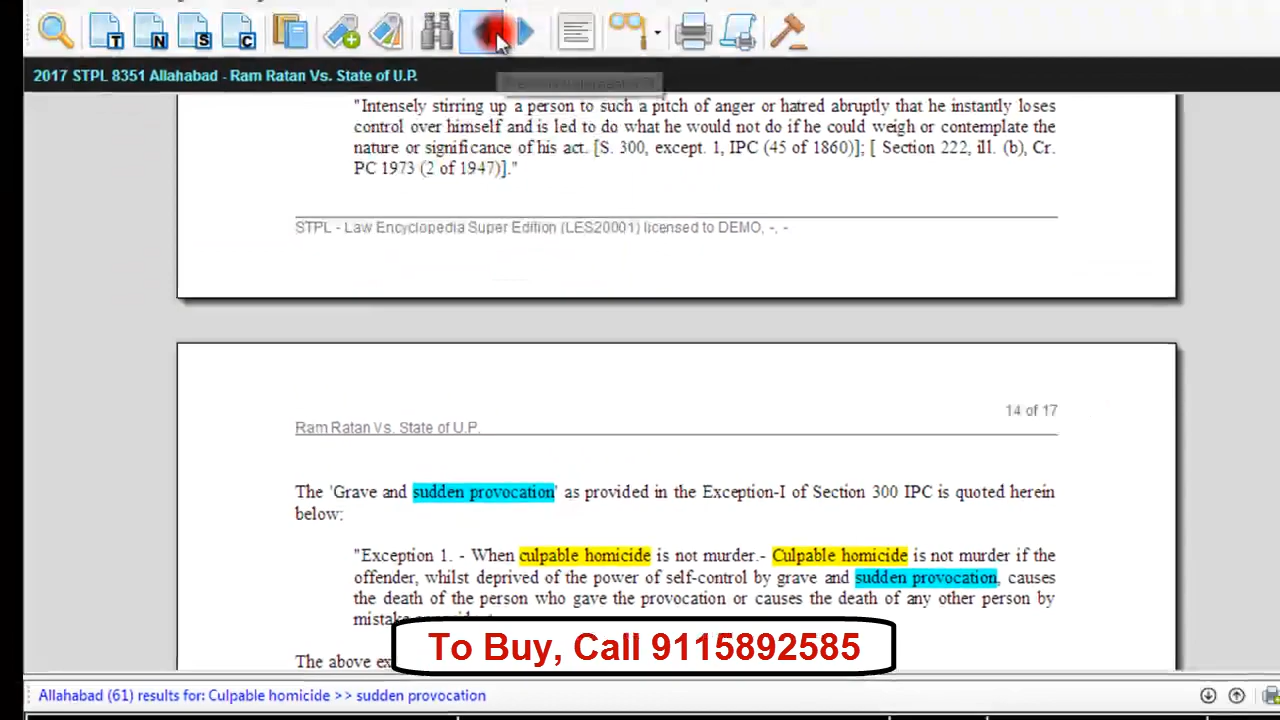 T N S C
2017 STPL 8351 Allahabad - Ram Ratan Vs. State of U.P.
"Intensely stirring up a person to such a pitch of anger or hatred abruptly that he instantly loses
control over himself and is led to do what he would not do if he could weigh or contemplate the
nature or significance of his act. [S. 300, except. 1, IPC (45 of 1860)]; [ Section 222, ill. (b), Cr.
PC 1973 (2 of 1947)]."
STPL - Law Encyclopedia Super Edition (LES20001) licensed to DEMO, -, -
14 of 17
Ram Ratan Vs. State of U.P.
The 'Grave and sudden provocation' as provided in the Exception-I of Section 300 IPC is quoted herein
below:
"Exception 1. - When culpable homicide is not murder.- Culpable homicide is not murder if the
offender, whilst deprived of the power of self-control by grave and sudden provocation, causes
the death of the person who gave the provocation or causes the death of any other person by
mistake
To Buy, Call 9115892585
The above
Allahabad (61) results for: Culpable homicide >> sudden provocation